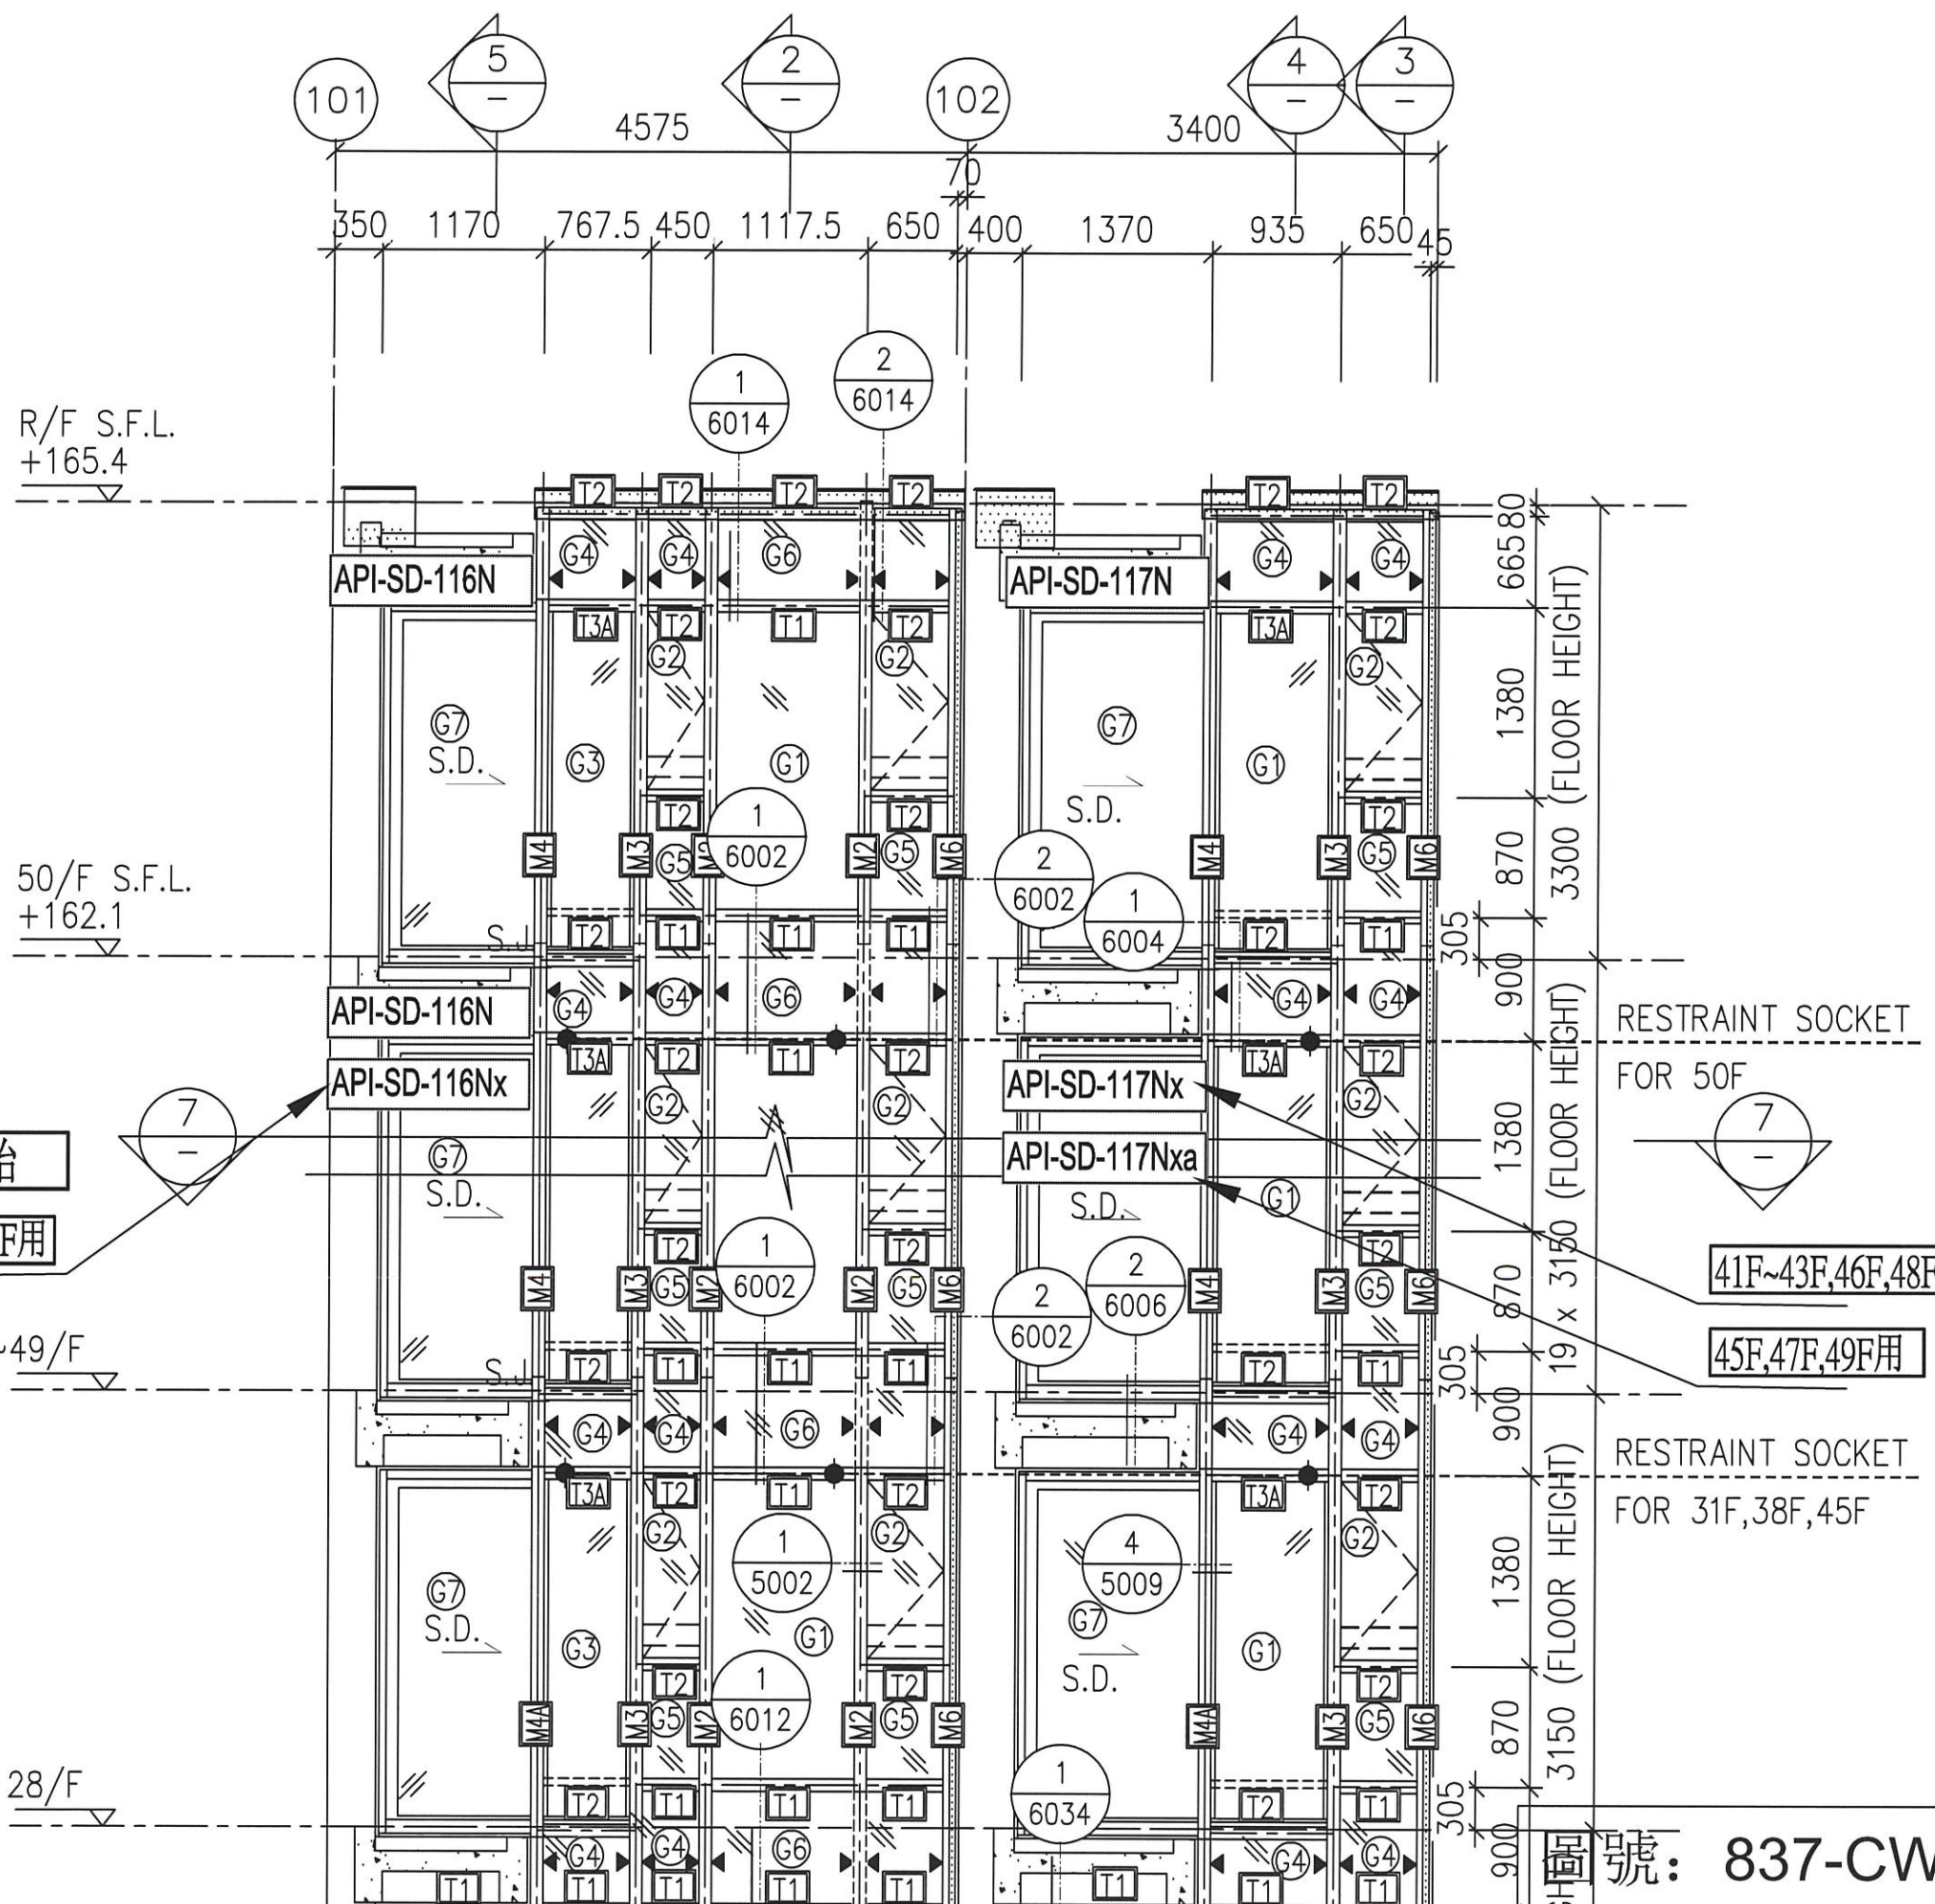 5
–
2
–
4
–
3
–
101
102
4575
3400
70
350
1170
767.5
450
1117.5
650
400
1370
935
650
45
1
6014
2
6014
R/F S.F.L.
+165.4
T2
T2
T2
T2
T2
T2
80
665
G4
G4
G6
G4
G4
API-SD-116N
API-SD-117N
T3A
T2
T1
T2
T3A
T2
G2
G2
G2
1380
3300 (FLOOR HEIGHT)
G7
S.D.
G3
G1
G7
S.D.
G1
T2
T2
T2
1
6002
M4
M3
M2
G5
M2
G5
M6
M4
M3
G5
M6
870
2
6002
1
6004
50/F S.F.L.
+162.1
S.J
T2
T1
T1
T1
T2
T1
305
900
G4
G4
G6
G4
G4
API-SD-116N
RESTRAINT SOCKET
FOR 50F
T3A
T2
T1
T2
T3A
T2
API-SD-116Nx
API-SD-117Nx
G2
G2
G2
7
–
7
–
1380
API-SD-117Nxa
G7
S.D.
S.D.
G1
19 x 3150 (FLOOR HEIGHT)
F用
T2
T2
T2
1
6002
2
6006
2
6002
41F~43F,46F,48F
M4
M3
G5
M2
M2
G5
M6
M4
M3
G5
M6
870
45F,47F,49F用
~49/F
S.J
T2
T1
T1
T1
T2
T1
305
900
G4
G4
G6
G4
G4
RESTRAINT SOCKET
FOR 31F,38F,45F
T3A
T2
T1
T2
T3A
T2
G2
G2
G2
1
5002
4
5009
1380
G7
S.D.
G3
G1
G7
S.D.
G1
3150 (FLOOR HEIGHT)
T2
T2
T2
1
6012
M4A
M3
G5
M2
M2
G5
M6
M4A
M3
G5
M6
870
28/F
T2
T1
T1
T1
1
6034
T2
T1
305
900
G4
G4
G6
G4
G4
圖號: 837-CW
T1
T1
T1
T1
T1
T1
T1
T1